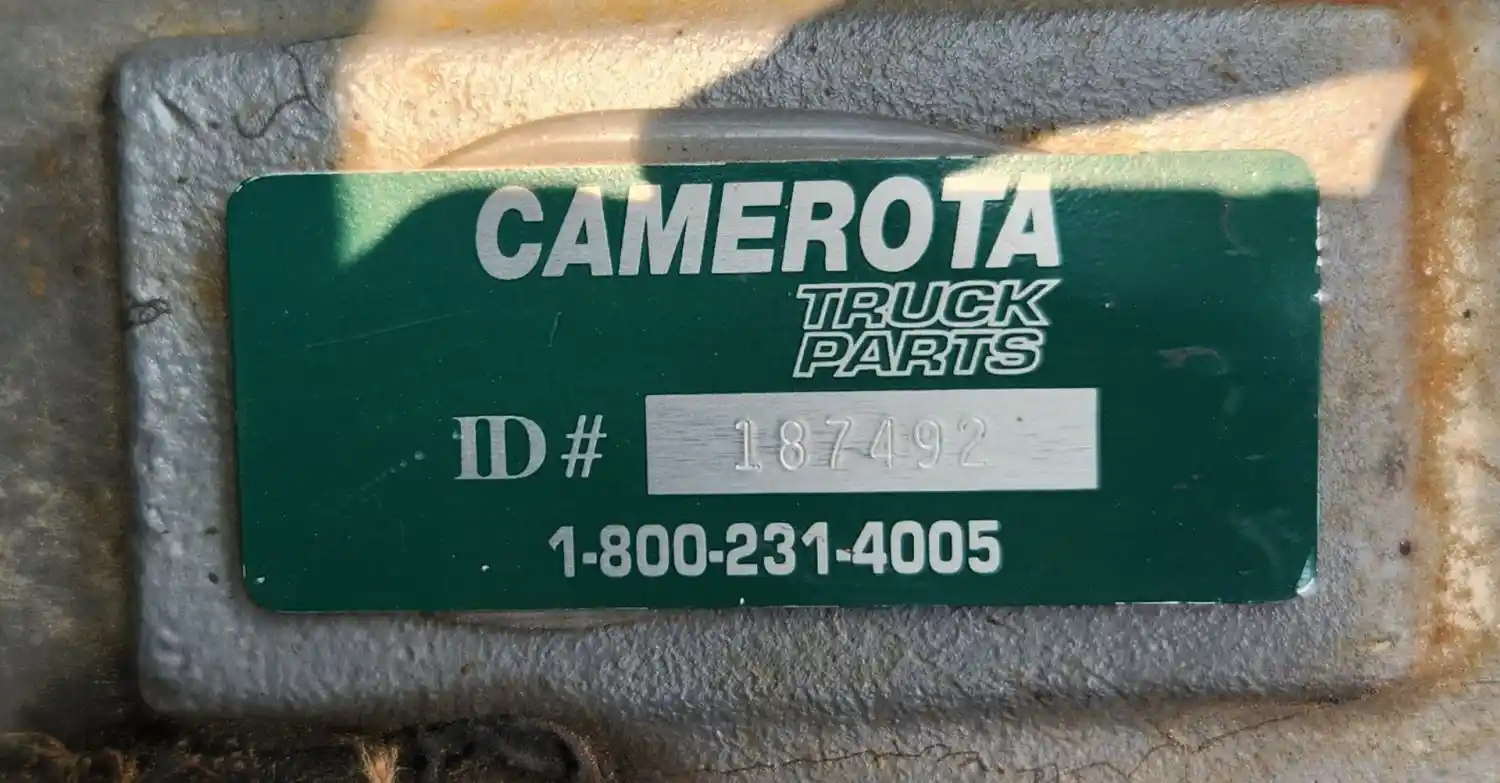 CAMEROTA
TRUCK
PARTS
ID # 187492
1-800-231-4005